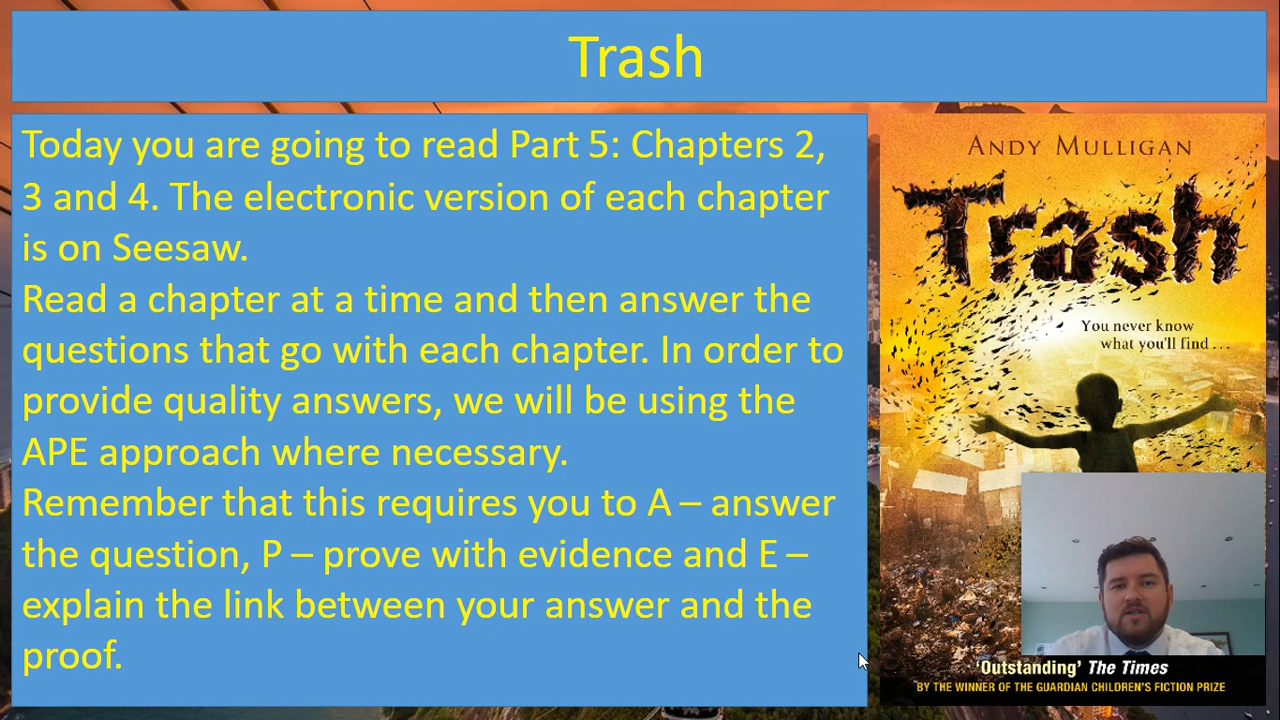 Trash
Today you are going to read Part 5: Chapters 2,
3 and 4. The electronic version of each chapter
is on Seesaw.
Read a chapter at a time and then answer the
questions that go with each chapter. In order to
provide quality answers, we will be using the
APE approach where necessary.
Remember that this requires you to A – answer
the question, P – prove with evidence and E –
explain the link between your answer and the
proof.
ANDY MULLIGAN
Trash
You never know
what you'll find . . .
'Outstanding' The Times
BY THE WINNER OF THE GUARDIAN CHILDREN'S FICTION PRIZE